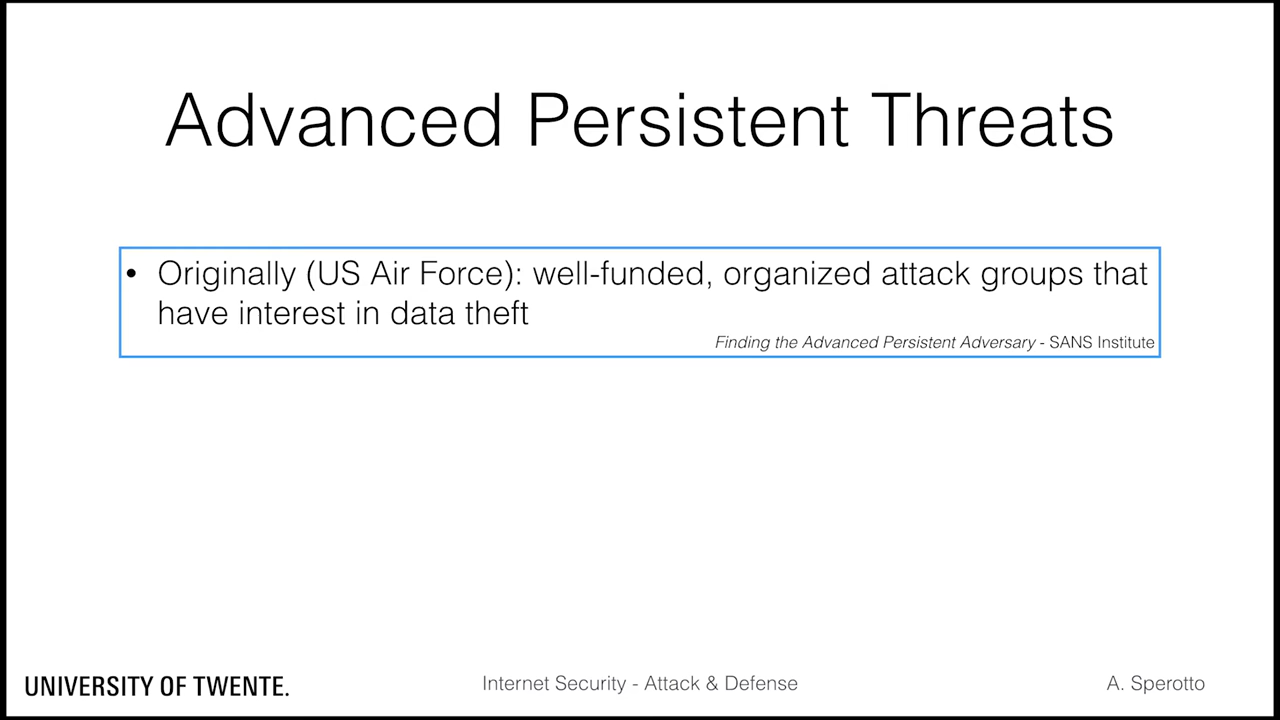 Advanced Persistent Threats
• Originally (US Air Force): well-funded, organized attack groups that
have interest in data theft
Finding the Advanced Persistent Adversary - SANS Institute
UNIVERSITY OF TWENTE.
Internet Security - Attack & Defense
A. Sperotto